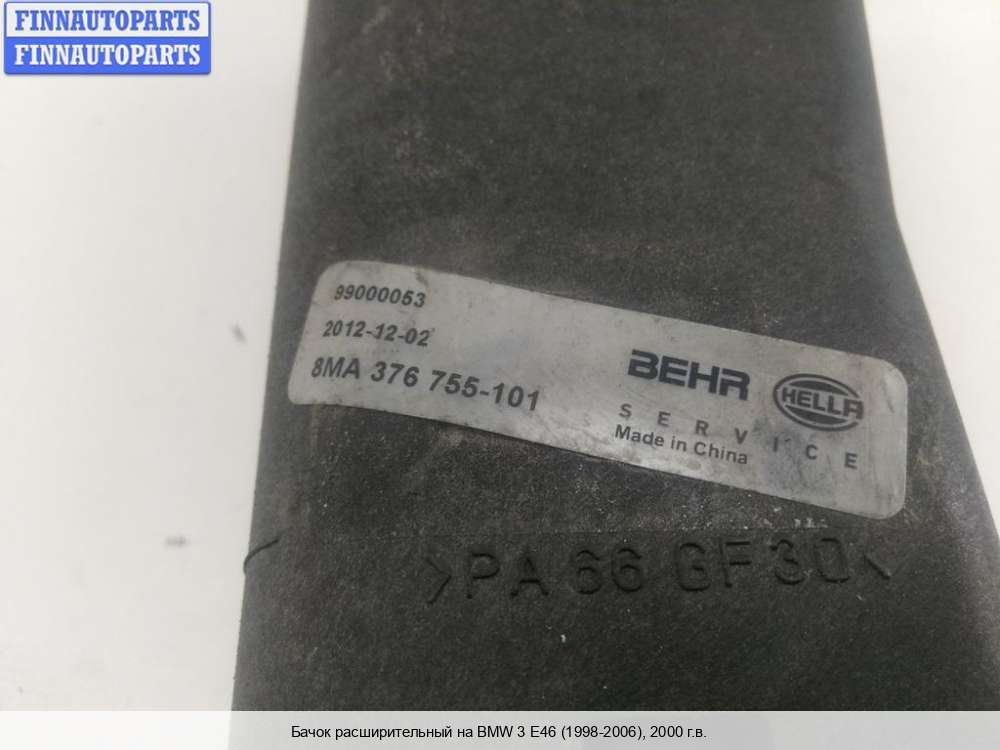 FINNAUTOPARTS
FINNAUTOPARTS
99000053
2012-12-02
8MA 376 755-101
BEHR
HELLA
SERVICE
Made in China
>PA 66 GF30<
Бачок расширительный на BMW 3 E46 (1998-2006), 2000 г.в.